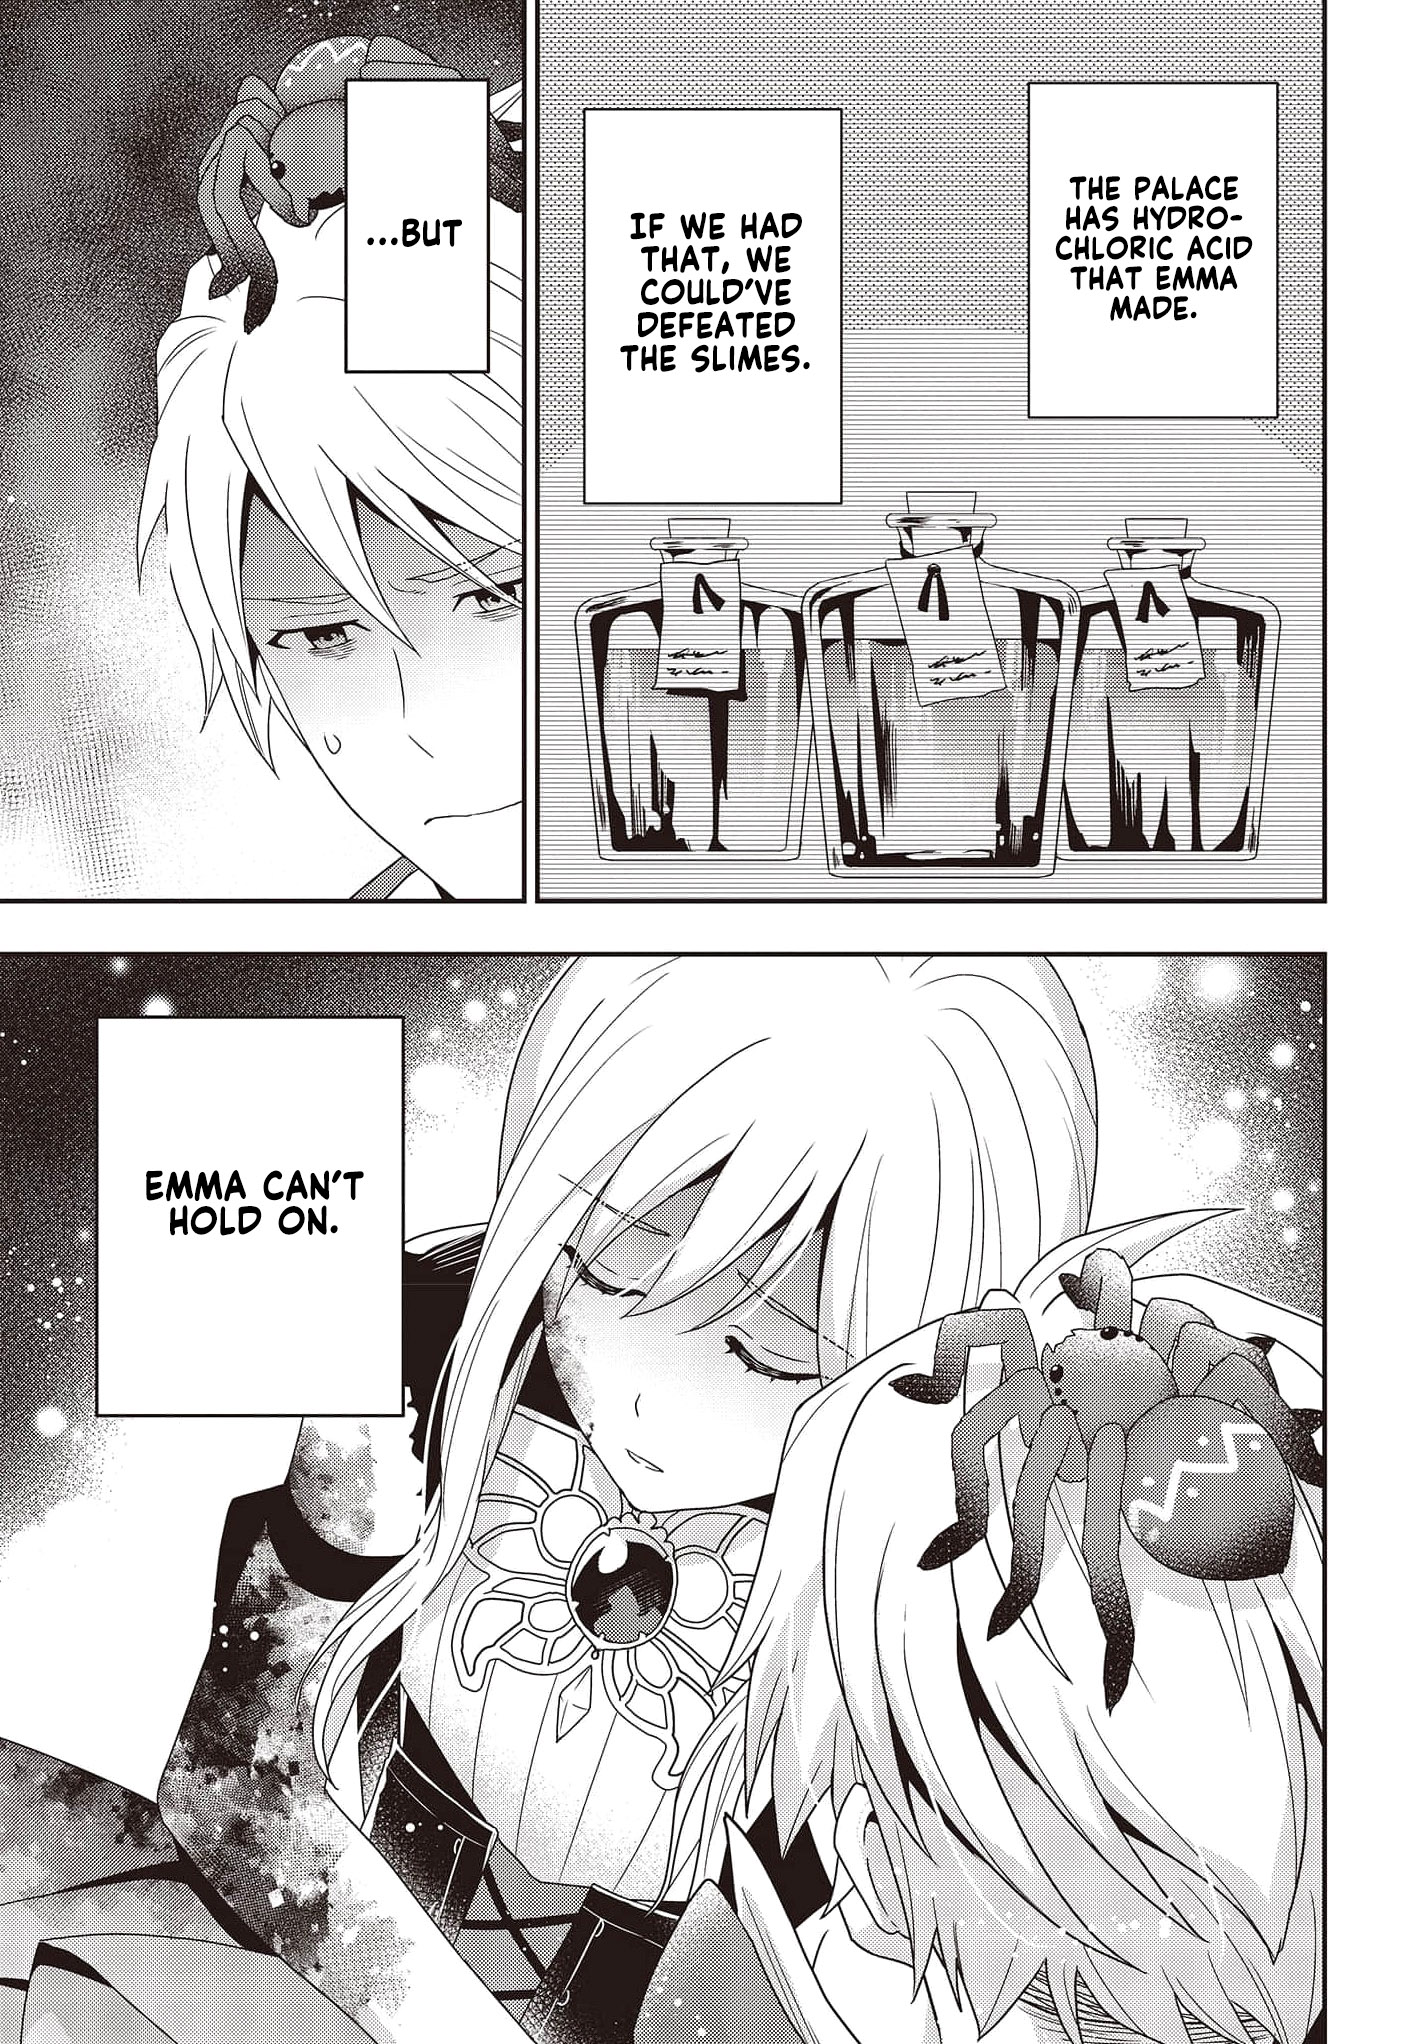 THE PALACE
HAS HYDRO-
CHLORIC ACID
THAT EMMA
MADE.
IF WE HAD
THAT, WE
COULD'VE
DEFEATED
THE SLIMES.
...BUT
EMMA CAN'T
HOLD ON.